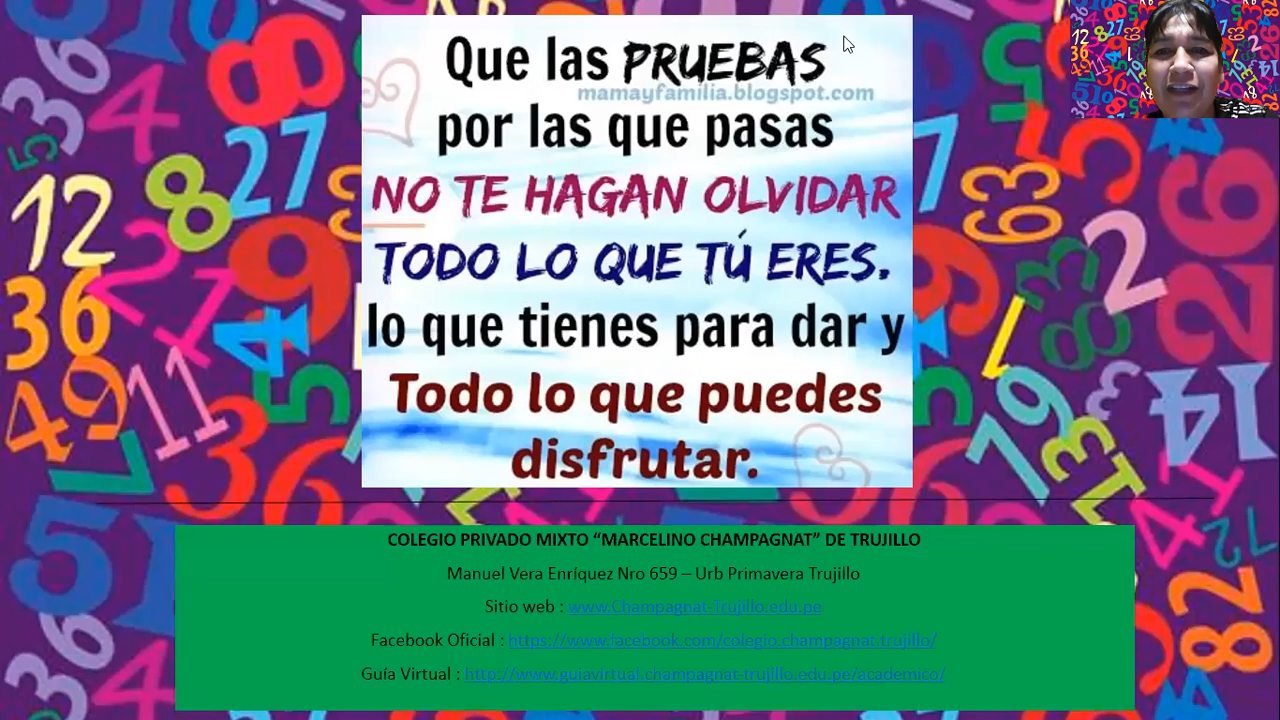 Que las PRUEBAS
mamayfamilia.blogspot.com
por las que pasas
NO TE HAGAN OLVIDAR
TODO LO QUE TÚ ERES.
lo que tienes para dar y
Todo lo que puedes
disfrutar.
COLEGIO PRIVADO MIXTO “MARCELINO CHAMPAGNAT” DE TRUJILLO
Manuel Vera Enríquez Nro 659 – Urb Primavera Trujillo
Sitio web : www.Champagnat-Trujillo.edu.pe
Facebook Oficial : https://www.facebook.com/colegio.champagnat.trujillo/
Guía Virtual : http://www.guiavirtual.champagnat-trujillo.edu.pe/academico/